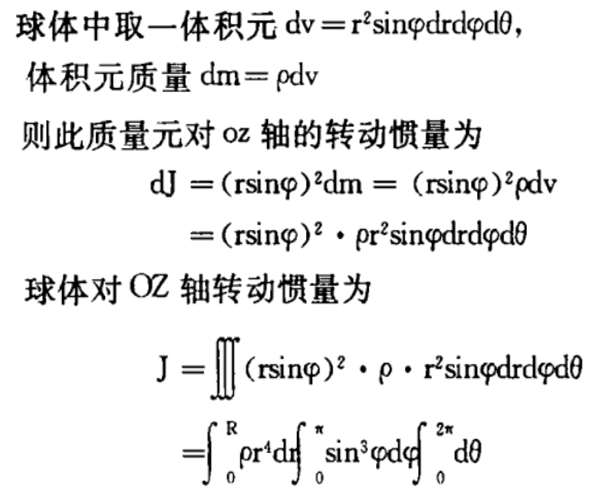 球体中取一体积元 dv=r²sinφdrdφdθ,
体积元质量 dm=ρdv
则此质量元对 oz 轴的转动惯量为
dJ =(rsinφ)²dm= (rsinφ)²ρdv
=(rsinφ)²·ρr²sinφdrdφdθ
球体对 OZ 轴转动惯量为
J =∭(rsinφ)²·ρ·r²sinφdrdφdθ
=∫₀ᴿρr⁴dr∫₀^π sin³φdφ∫₀^2π dθ